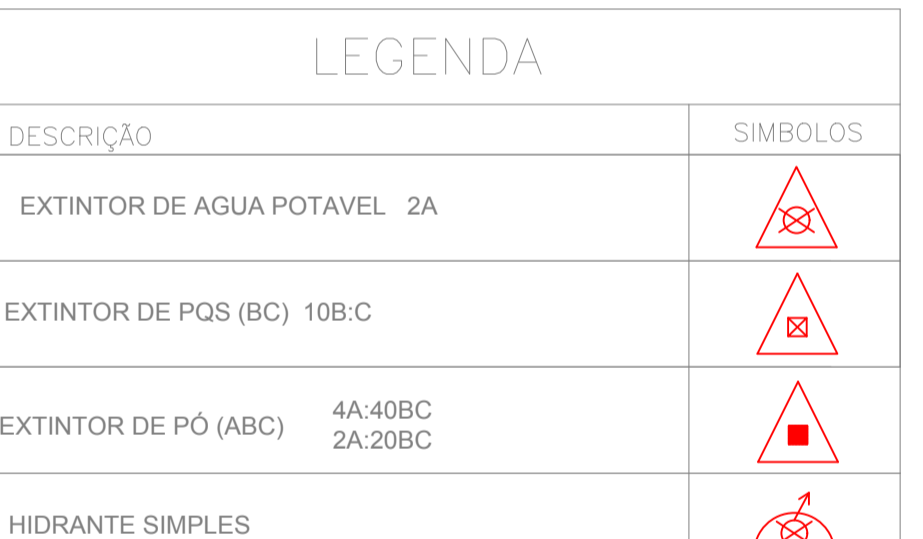 LEGENDA
DESCRIÇÃO SIMBOLOS
EXTINTOR DE AGUA POTAVEL 2A
EXTINTOR DE PQS (BC) 10B:C
EXTINTOR DE PÓ (ABC)
4A:40BC
2A:20BC
HIDRANTE SIMPLES